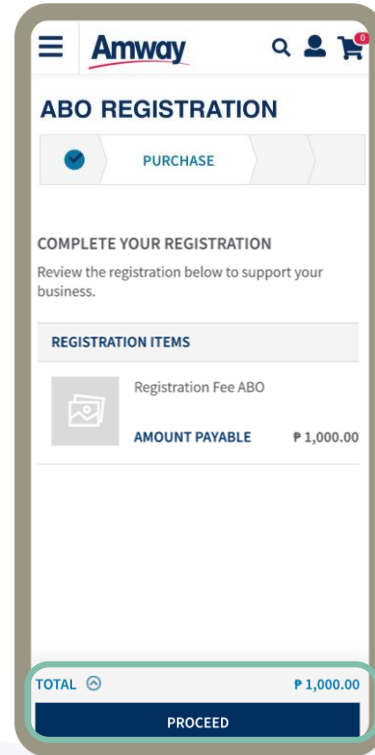 Amway
0
ABO REGISTRATION
PURCHASE
COMPLETE YOUR REGISTRATION
Review the registration below to support your
business.
REGISTRATION ITEMS
Registration Fee ABO
AMOUNT PAYABLE ₱ 1,000.00
TOTAL ₱ 1,000.00
PROCEED